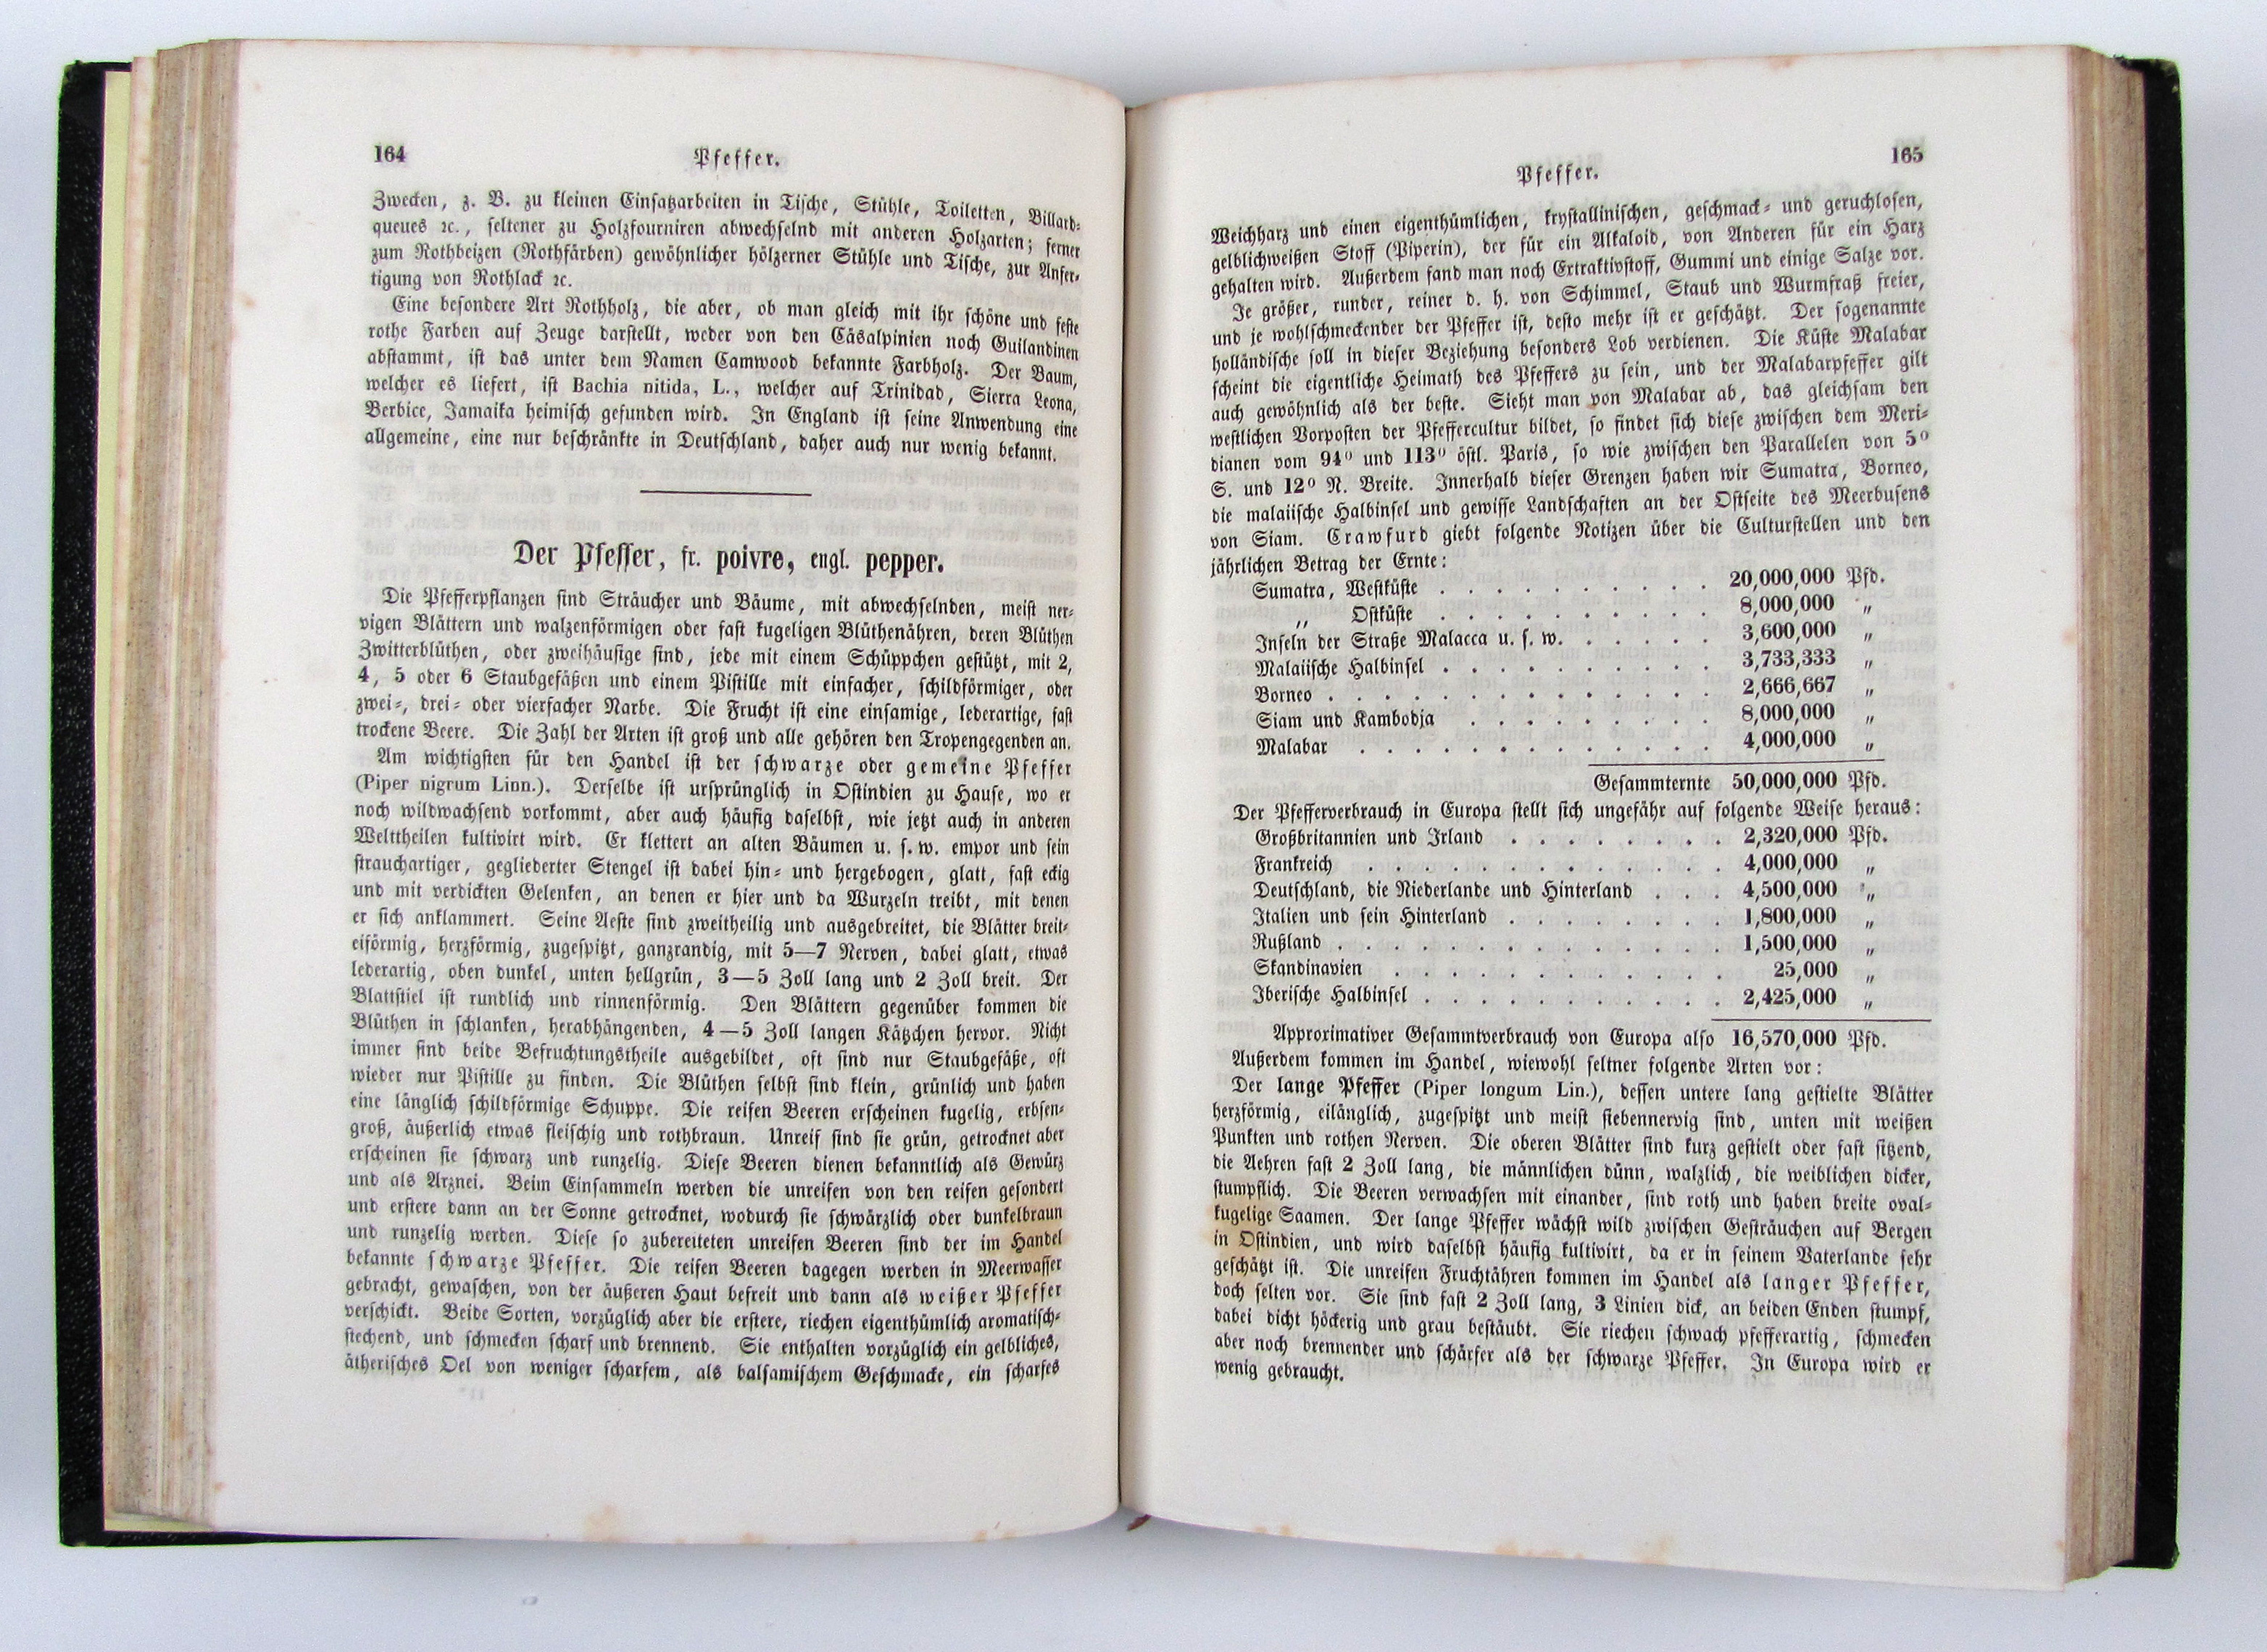 164
Pfeffer.
Zwecken, z. B. zu kleinen Einsatzarbeiten in Tische, Stühle, Toiletten, Billard-
queues ꝛc., seltener zu Holzfourniren abwechselnd mit anderen Holzarten; ferner
zum Rothbeizen (Rothfärben) gewöhnlicher hölzerner Stühle und Tische, zur Anfer-
tigung von Rothlack ꝛc.
Eine besondere Art Rothholz, die aber, ob man gleich mit ihr schöne und feste
rothe Farben auf Zeuge darstellt, weder von den Cäsalpinien noch Guilandinen
abstammt, ist das unter dem Namen Camwood bekannte Farbholz. Der Baum,
welcher es liefert, ist Bachia nitida, L., welcher auf Trinidad, Sierra Leona,
Berbice, Jamaika heimisch gefunden wird. In England ist seine Anwendung eine
allgemeine, eine nur beschränkte in Deutschland, daher auch nur wenig bekannt.
Der Pfeffer, fr. poivre, engl. pepper.
Die Pfefferpflanzen sind Sträucher und Bäume, mit abwechselnden, meist ner-
vigen Blättern und walzenförmigen oder fast kugeligen Blüthenähren, deren Blüthen
Zwitterblüthen, oder zweihäusige sind, jede mit einem Schüppchen gestützt, mit 2,
4, 5 oder 6 Staubgefäßen und einem Pistille mit einfacher, schildförmiger, oder
zwei-, drei- oder vierfacher Narbe. Die Frucht ist eine einsamige, lederartige, fast
trockene Beere. Die Zahl der Arten ist groß und alle gehören den Tropengegenden an.
Am wichtigsten für den Handel ist der schwarze oder gemeine Pfeffer
(Piper nigrum Linn.). Derselbe ist ursprünglich in Ostindien zu Hause, wo er
noch wildwachsend vorkommt, aber auch häufig daselbst, wie jetzt auch in anderen
Welttheilen kultivirt wird. Er klettert an alten Bäumen u. s. w. empor und sein
strauchartiger, gegliederter Stengel ist dabei hin- und hergebogen, glatt, fast eckig
und mit verdickten Gelenken, an denen er hier und da Wurzeln treibt, mit denen
er sich anklammert. Seine Aeste sind zweitheilig und ausgebreitet, die Blätter breit-
eiförmig, herzförmig, zugespitzt, ganzrandig, mit 5—7 Nerven, dabei glatt, etwas
lederartig, oben dunkel, unten hellgrün, 3—5 Zoll lang und 2 Zoll breit. Der
Blattstiel ist rundlich und rinnenförmig. Den Blättern gegenüber kommen die
Blüthen in schlanken, herabhängenden, 4—5 Zoll langen Kätzchen hervor. Nicht
immer sind beide Befruchtungstheile ausgebildet, oft sind nur Staubgefäße, oft
wieder nur Pistille zu finden. Die Blüthen selbst sind klein, grünlich und haben
eine länglich schildförmige Schuppe. Die reifen Beeren erscheinen kugelig, erbsen-
groß, äußerlich etwas fleischig und rothbraun. Unreif sind sie grün, getrocknet aber
erscheinen sie schwarz und runzelig. Diese Beeren dienen bekanntlich als Gewürz
und als Arznei. Beim Einsammeln werden die unreifen von den reifen gesondert
und erstere dann an der Sonne getrocknet, wodurch sie schwärzlich oder dunkelbraun
und runzelig werden. Diese so zubereiteten unreifen Beeren sind der im Handel
bekannte schwarze Pfeffer. Die reifen Beeren dagegen werden in Meerwasser
gebracht, gewaschen, von der äußeren Haut befreit und dann als weißer Pfeffer
verschickt. Beide Sorten, vorzüglich aber die erstere, riechen eigenthümlich aromatisch-
stechend, und schmecken scharf und brennend. Sie enthalten vorzüglich ein gelbliches,
ätherisches Oel von weniger scharfem, als balsamischem Geschmacke, ein scharfes
165
Pfeffer.
Weichharz und einen eigenthümlichen, krystallinischen, geschmack- und geruchlosen,
gelblichweißen Stoff (Piperin), der für ein Alkaloid, von Anderen für ein Harz
gehalten wird. Außerdem fand man noch Extraktivstoff, Gummi und einige Salze vor.
Je größer, runder, reiner d. h. von Schimmel, Staub und Wurmfraß freier,
und je wohlschmeckender der Pfeffer ist, desto mehr ist er geschätzt. Der sogenannte
holländische soll in dieser Beziehung besonders Lob verdienen. Die Küste Malabar
scheint die eigentliche Heimath des Pfeffers zu sein, und der Malabarpfeffer gilt
auch gewöhnlich als der beste. Sieht man von Malabar ab, das gleichsam den
westlichen Vorposten der Pfeffercultur bildet, so findet sich diese zwischen dem Meri-
dianen vom 94° und 113° östl. Paris, so wie zwischen den Parallelen von 5°
S. und 12° N. Breite. Innerhalb dieser Grenzen haben wir Sumatra, Borneo,
die malaiische Halbinsel und gewisse Landschaften an der Ostseite des Meerbusens
von Siam. Crawfurd giebt folgende Notizen über die Culturstellen und den
jährlichen Betrag der Ernte:
Sumatra, Westküste . . . . . . . . . . 20,000,000 Pfd.
„ Ostküste . . . . . . . . . . 8,000,000 „
Inseln der Straße Malacca u. s. w. . . . . . 3,600,000 „
Malaiische Halbinsel . . . . . . . . . . 3,733,333 „
Borneo . . . . . . . . . . . . . 2,666,667 „
Siam und Kambodja . . . . . . . . . 8,000,000 „
Malabar . . . . . . . . . . . . 4,000,000 „
Gesammternte 50,000,000 Pfd.
Der Pfefferverbrauch in Europa stellt sich ungefähr auf folgende Weise heraus:
Großbritannien und Irland . . . . . . . . 2,320,000 Pfd.
Frankreich . . . . . . . . . . . . 4,000,000 „
Deutschland, die Niederlande und Hinterland . . . 4,500,000 „
Italien und sein Hinterland . . . . . . . . 1,800,000 „
Rußland . . . . . . . . . . . . . 1,500,000 „
Skandinavien . . . . . . . . . . . 25,000 „
Iberische Halbinsel . . . . . . . . . . 2,425,000 „
Approximativer Gesammtverbrauch von Europa also 16,570,000 Pfd.
Außerdem kommen im Handel, wiewohl seltner folgende Arten vor:
Der lange Pfeffer (Piper longum Lin.), dessen untere lang gestielte Blätter
herzförmig, eilänglich, zugespitzt und meist siebennervig sind, unten mit weißen
Punkten und rothen Nerven. Die oberen Blätter sind kurz gestielt oder fast sitzend,
die Aehren fast 2 Zoll lang, die männlichen dünn, walzlich, die weiblichen dicker,
stumpflich. Die Beeren verwachsen mit einander, sind roth und haben breite oval-
kugelige Saamen. Der lange Pfeffer wächst wild zwischen Gesträuchen auf Bergen
in Ostindien, und wird daselbst häufig kultivirt, da er in seinem Vaterlande sehr
geschätzt ist. Die unreifen Fruchtähren kommen im Handel als langer Pfeffer,
doch selten vor. Sie sind fast 2 Zoll lang, 3 Linien dick, an beiden Enden stumpf,
dabei dicht höckerig und grau bestäubt. Sie riechen schwach pfefferartig, schmecken
aber noch brennender und schärfer als der schwarze Pfeffer. In Europa wird er
wenig gebraucht.